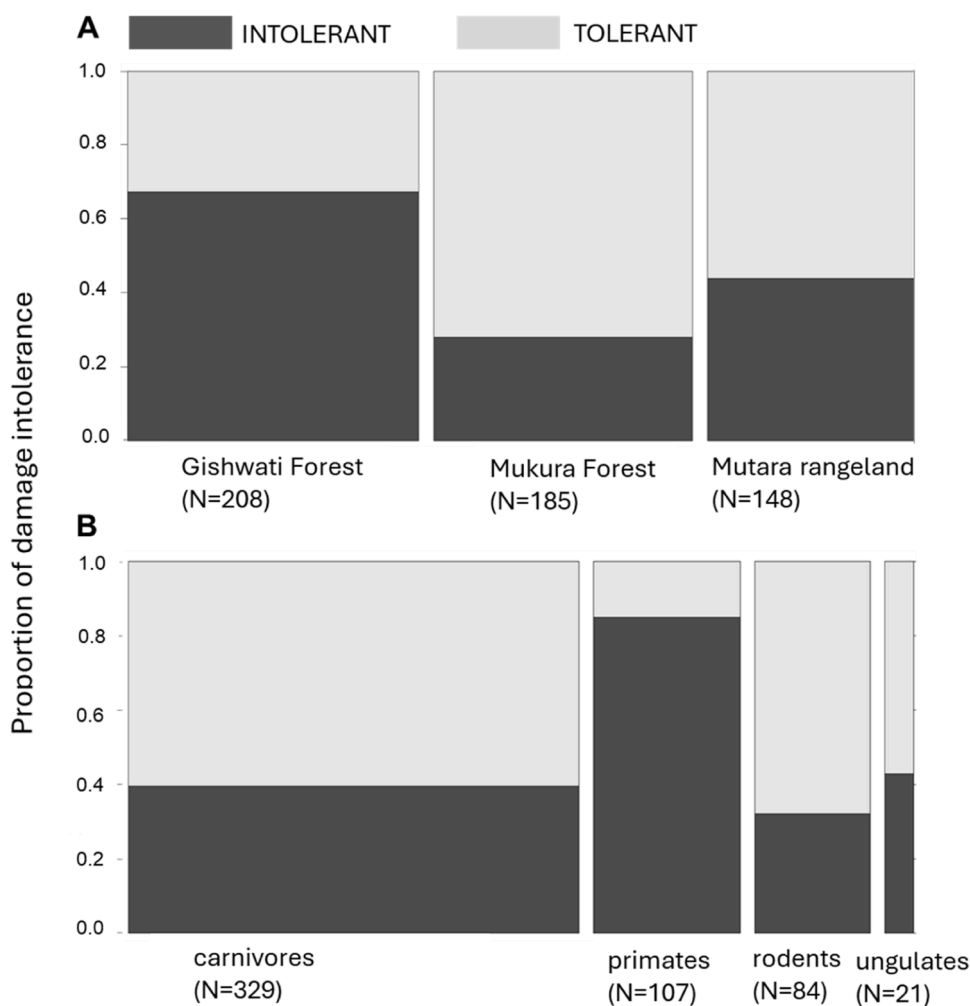 A INTOLERANT TOLERANT
1.0
0.8
0.6
0.4
0.2
0.0
Gishwati Forest
(N=208)
Mukura Forest
(N=185)
Mutara rangeland
(N=148)
Proportion of damage intolerance
B
1.0
0.8
0.6
0.4
0.2
0.0
carnivores
(N=329)
primates
(N=107)
rodents
(N=84)
ungulates
(N=21)